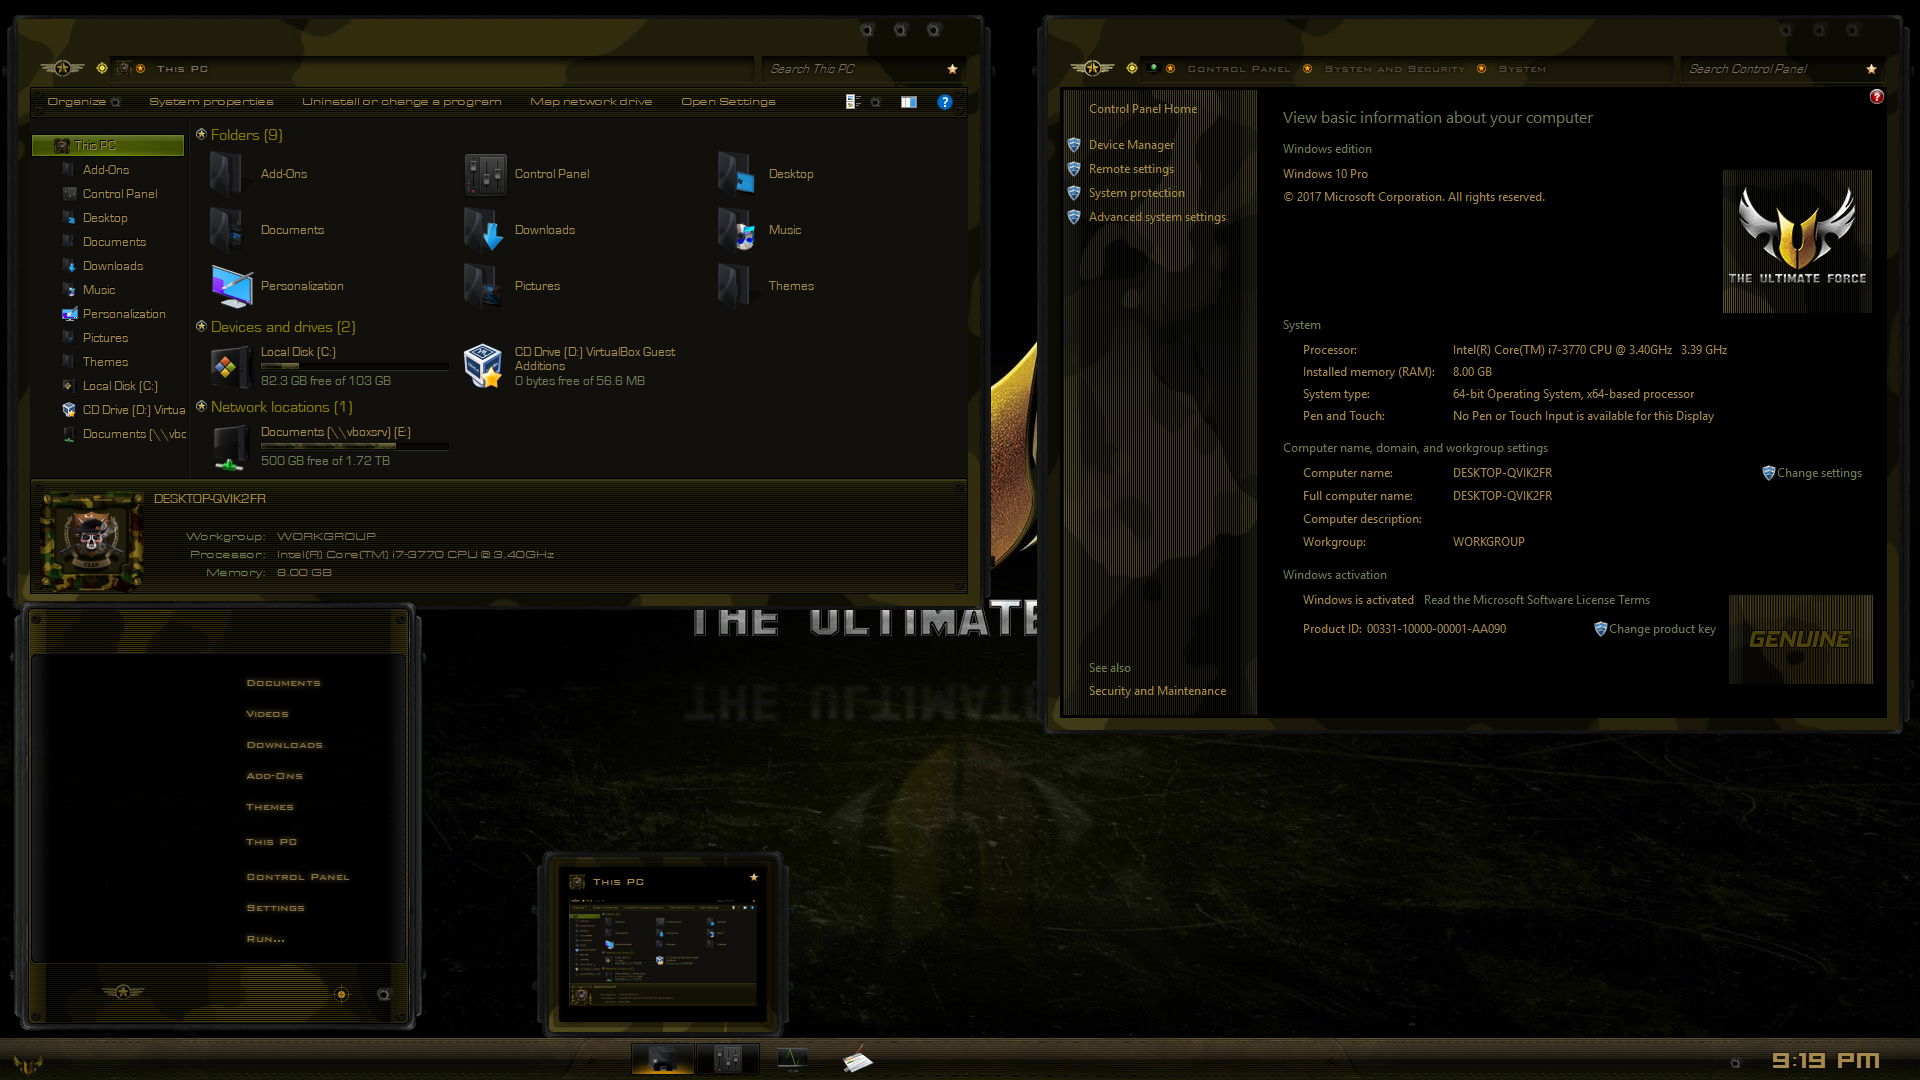 This PC
Search This PC
Organize
System properties
Uninstall or change a program
Map network drive
Open Settings
This PC
Add-Ons
Control Panel
Desktop
Documents
Downloads
Music
Personalization
Pictures
Themes
Local Disk (C:)
CD Drive (D:) Virtua
Documents (\\vbo
Folders (9)
Add-Ons
Control Panel
Desktop
Documents
Downloads
Music
Personalization
Pictures
Themes
Devices and drives (2)
Local Disk (C:)
82.3 GB free of 103 GB
CD Drive (D:) VirtualBox Guest
Additions
0 bytes free of 56.6 MB
Network locations (1)
Documents (\\vboxsrv) (E:)
500 GB free of 1.72 TB
DESKTOP-QVIK2FR
Workgroup: WORKGROUP
Processor: Intel(R) Core(TM) i7-3770 CPU @ 3.40GHz
Memory: 8.00 GB
Control Panel
System and Security
System
Search Control Panel
Control Panel Home
Device Manager
Remote settings
System protection
Advanced system settings
See also
Security and Maintenance
View basic information about your computer
Windows edition
Windows 10 Pro
© 2017 Microsoft Corporation. All rights reserved.
THE ULTIMATE FORCE
System
Processor: Intel(R) Core(TM) i7-3770 CPU @ 3.40GHz 3.39 GHz
Installed memory (RAM): 8.00 GB
System type: 64-bit Operating System, x64-based processor
Pen and Touch: No Pen or Touch Input is available for this Display
Computer name, domain, and workgroup settings
Computer name: DESKTOP-QVIK2FR
Change settings
Full computer name: DESKTOP-QVIK2FR
Computer description:
Workgroup: WORKGROUP
Windows activation
Windows is activated Read the Microsoft Software License Terms
Product ID: 00331-10000-00001-AA090
Change product key
GENUINE
THE ULTIMATE
Documents
Videos
Downloads
Add-Ons
Themes
This PC
Control Panel
Settings
Run...
This PC
9:19 PM